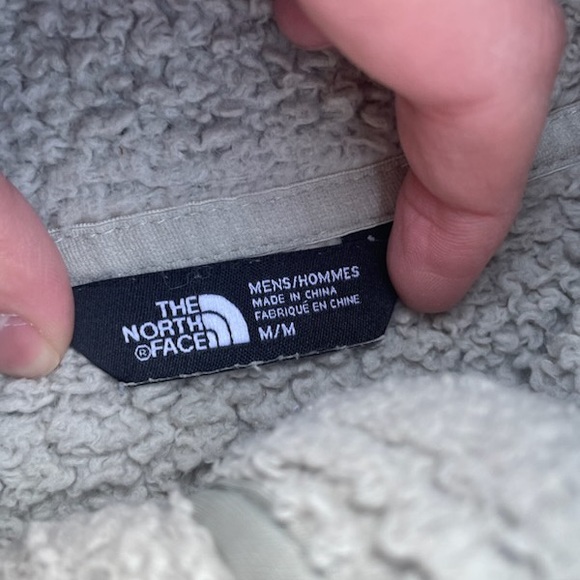 THE
NORTH
®FACE
MENS/HOMMES
MADE IN CHINA
FABRIQUÉ EN CHINE
M/M